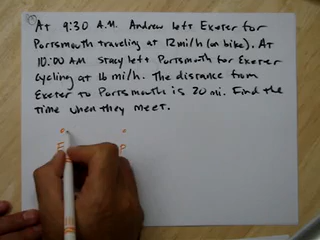 At 9:30 A.M. Andrew left Exeter for
Portsmouth traveling at 12mi/h (on bike). At
10:00 AM Stacy left Portsmouth for Exeter
cycling at 16 mi/h. The distance from
Exeter to Portsmouth is 20 mi. Find the
time when they meet.